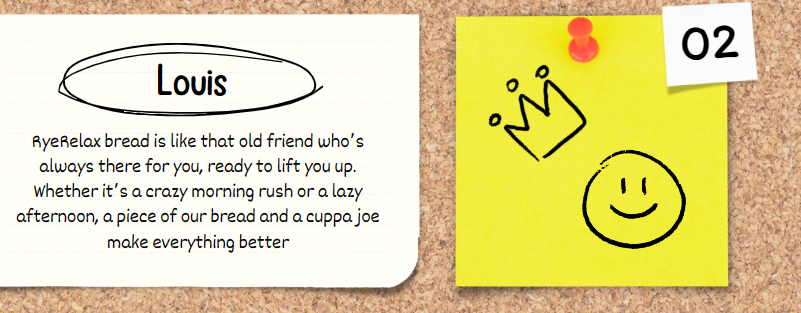 Louis
RyeRelax bread is like that old friend who's
always there for you, ready to lift you up.
Whether it's a crazy morning rush or a lazy
afternoon, a piece of our bread and a cuppa joe
make everything better
02